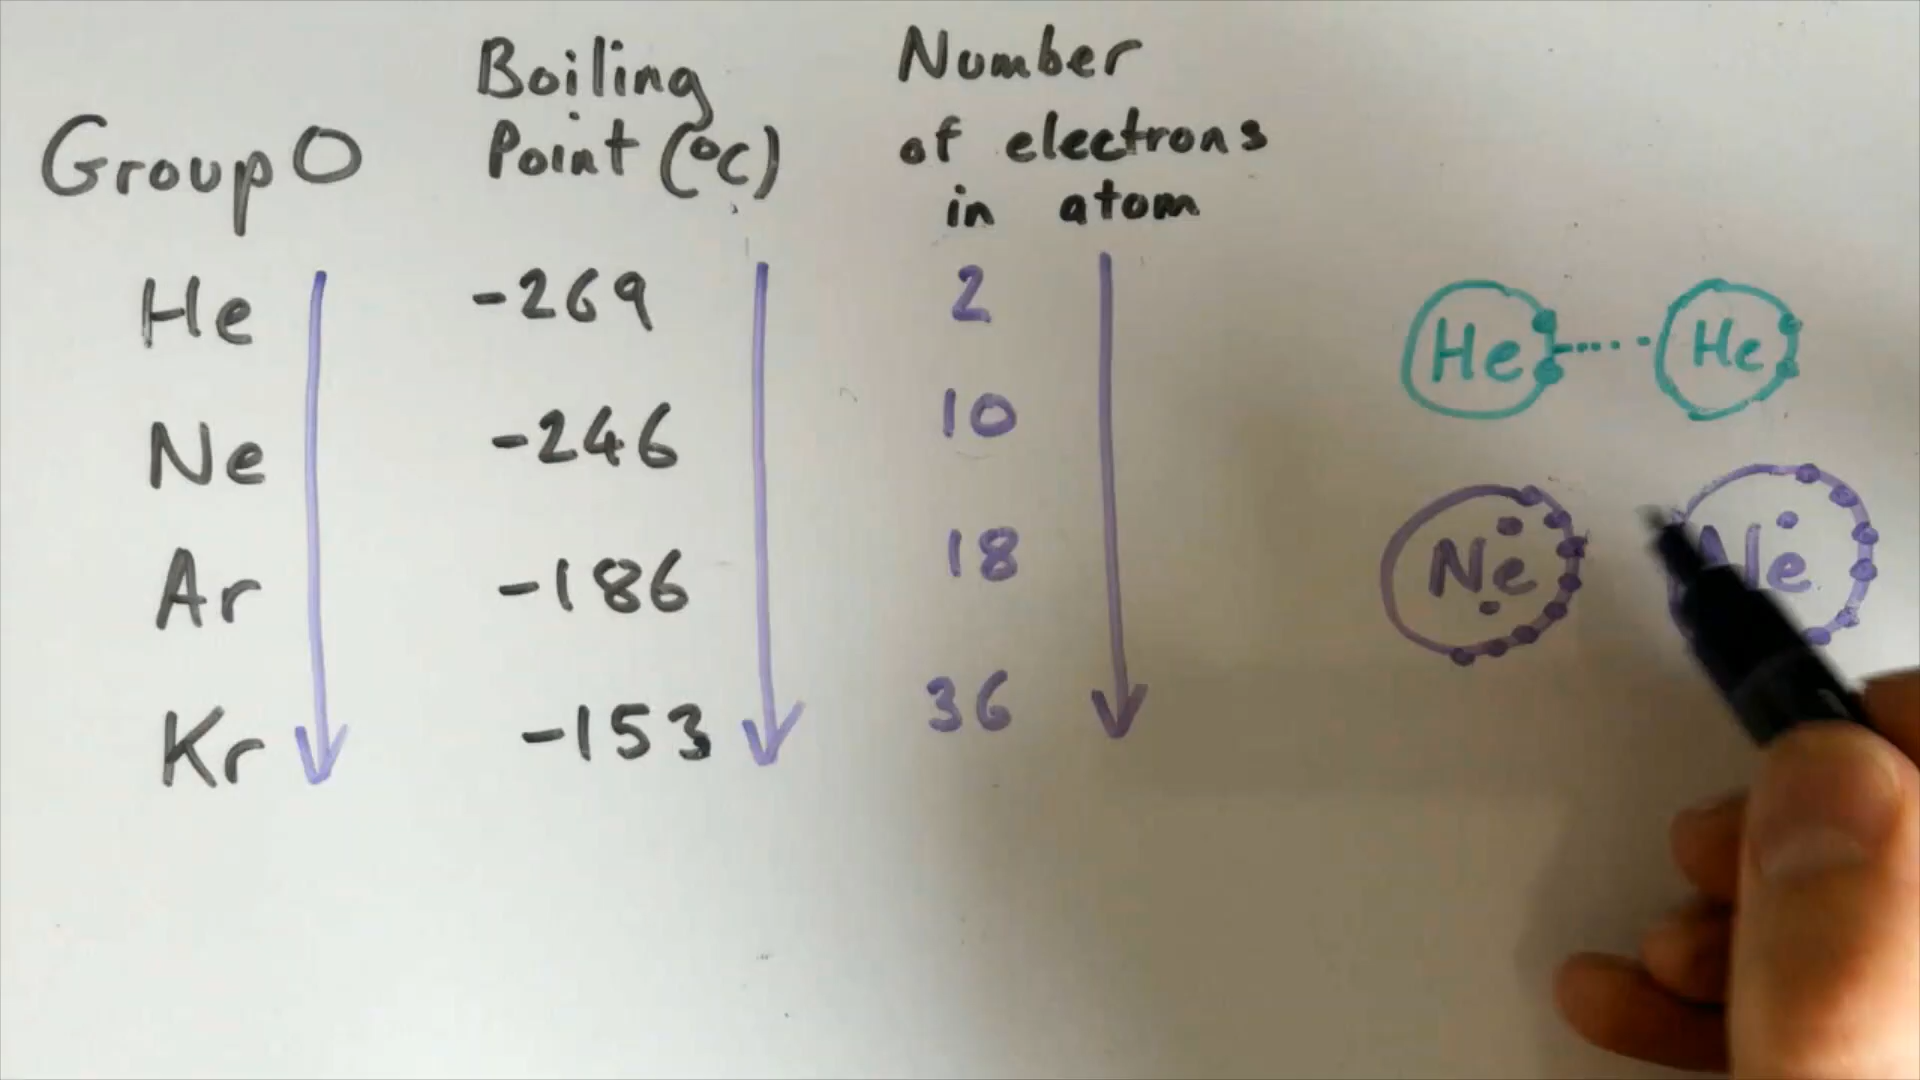 Group 0
Boiling
Point (°C)
Number
of electrons
in atom
He -269 2
Ne -246 10
Ar -186 18
Kr -153 36
He He
Ne Ne